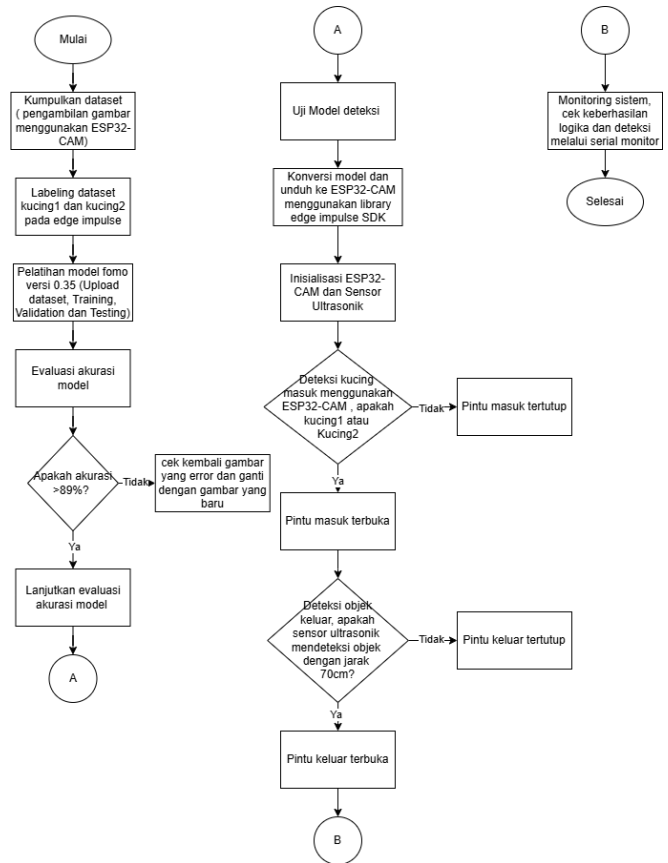 Mulai
Kumpulkan dataset
( pengambilan gambar
menggunakan ESP32-
CAM)
Labeling dataset
kucing1 dan kucing2
pada edge impulse
Pelatihan model fomo
versi 0.35 (Upload
dataset, Training,
Validation dan Testing)
Evaluasi akurasi
model
Apakah akurasi
>89%?
Tidak
cek kembali gambar
yang error dan ganti
dengan gambar yang
baru
Ya
Lanjutkan evaluasi
akurasi model
A
A
Uji Model deteksi
Konversi model dan
unduh ke ESP32-CAM
menggunakan library
edge impulse SDK
Inisialisasi ESP32-
CAM dan Sensor
Ultrasonik
Deteksi kucing
masuk menggunakan
ESP32-CAM , apakah
kucing1 atau
Kucing2
Tidak
Pintu masuk tertutup
Ya
Pintu masuk terbuka
Deteksi objek
keluar, apakah
sensor ultrasonik
mendeteksi objek
dengan jarak
70cm?
Tidak
Pintu keluar tertutup
Ya
Pintu keluar terbuka
B
B
Monitoring sistem,
cek keberhasilan
logika dan deteksi
melalui serial monitor
Selesai